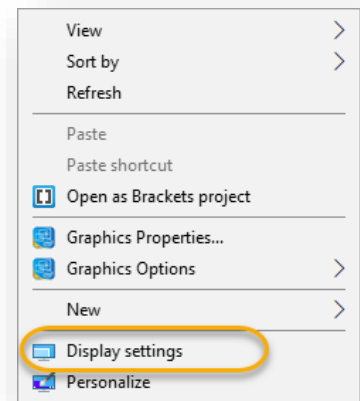 View
Sort by
Refresh
Paste
Paste shortcut
Open as Brackets project
Graphics Properties...
Graphics Options
New
Display settings
Personalize